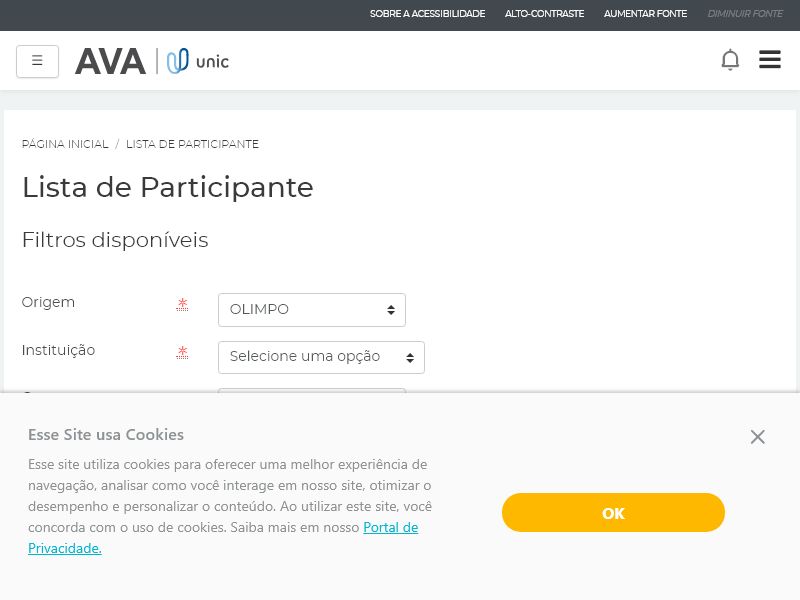 SOBRE A ACESSIBILIDADE ALTO-CONTRASTE AUMENTAR FONTE DIMINUIR FONTE
AVA unic
PÁGINA INICIAL / LISTA DE PARTICIPANTE
Lista de Participante
Filtros disponíveis
Origem * OLIMPO
Instituição * Selecione uma opção
Esse Site usa Cookies
Esse site utiliza cookies para oferecer uma melhor experiência de
navegação, analisar como você interage em nosso site, otimizar o
desempenho e personalizar o conteúdo. Ao utilizar este site, você
concorda com o uso de cookies. Saiba mais em nosso Portal de
Privacidade.
OK